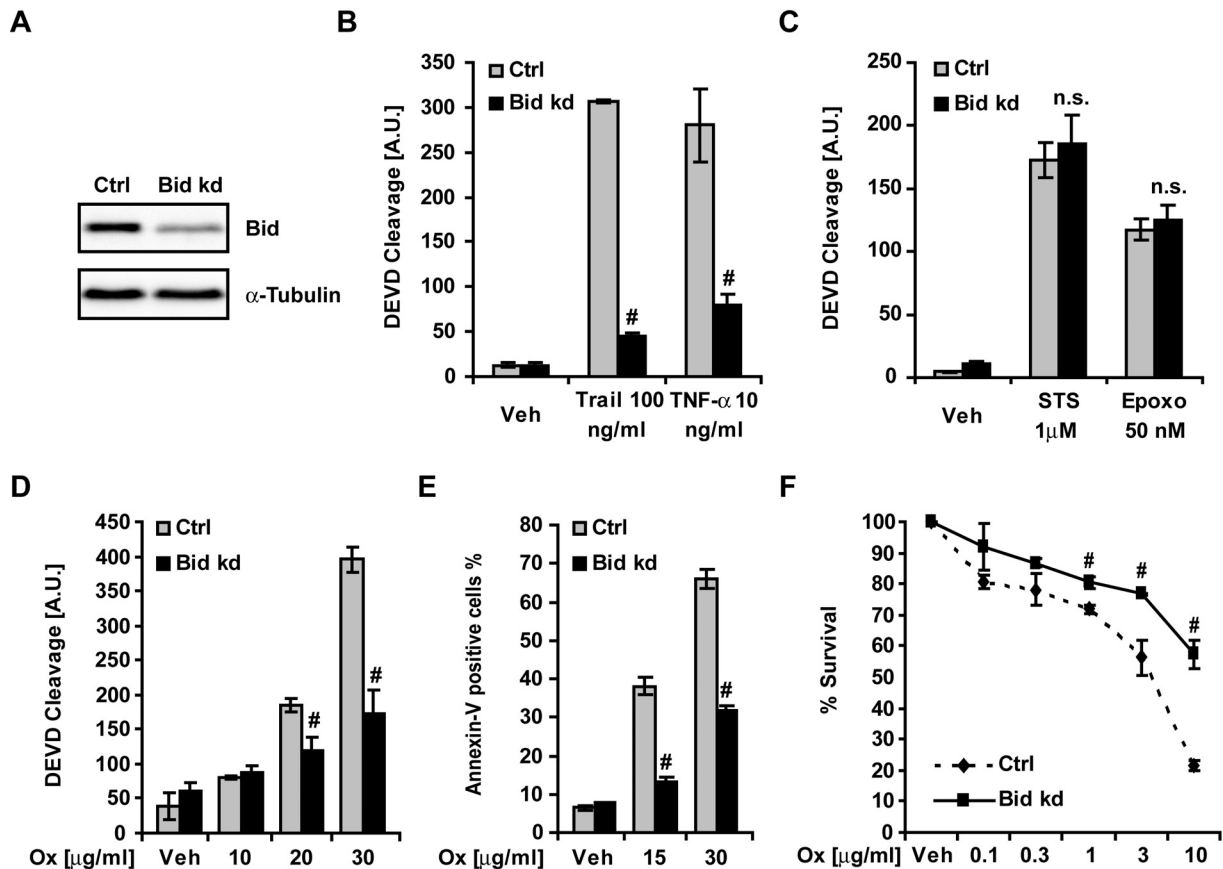 A
Ctrl Bid kd
Bid
α-Tubulin
B
DEVD Cleavage [A.U.]
350
300
250
200
150
100
50
0
Ctrl
Bid kd
#
#
Veh
Trail 100
ng/ml
TNF-α 10
ng/ml
C
DEVD Cleavage [A.U.]
250
200
150
100
50
0
Ctrl
Bid kd
n.s.
n.s.
Veh
STS
1μM
Epoxo
50 nM
D
DEVD Cleavage [A.U.]
450
400
350
300
250
200
150
100
50
0
Ctrl
Bid kd
#
#
Ox [μg/ml] Veh 10 20 30
E
Annexin-V positive cells %
80
70
60
50
40
30
20
10
0
Ctrl
Bid kd
#
#
Ox [μg/ml] Veh 15 30
F
% Survival
100
90
80
70
60
50
40
30
20
10
0
# # #
Ctrl
Bid kd
Ox [μg/ml] Veh 0.1 0.3 1 3 10